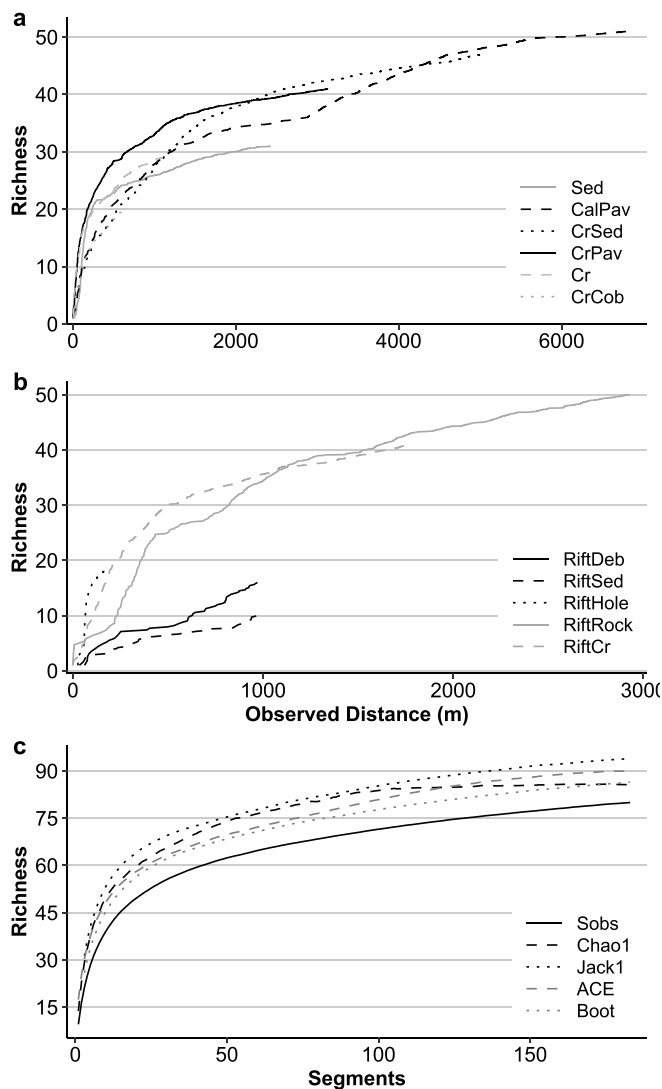 a
Richness
50
40
30
20
10
0
0 2000 4000 6000
Sed
CalPav
CrSed
CrPav
Cr
CrCob
b
Richness
50
40
30
20
10
0
0 1000 2000 3000
RiftDeb
RiftSed
RiftHole
RiftRock
RiftCr
Observed Distance (m)
c
Richness
90
75
60
45
30
15
0 50 100 150
Sobs
Chao1
Jack1
ACE
Boot
Segments